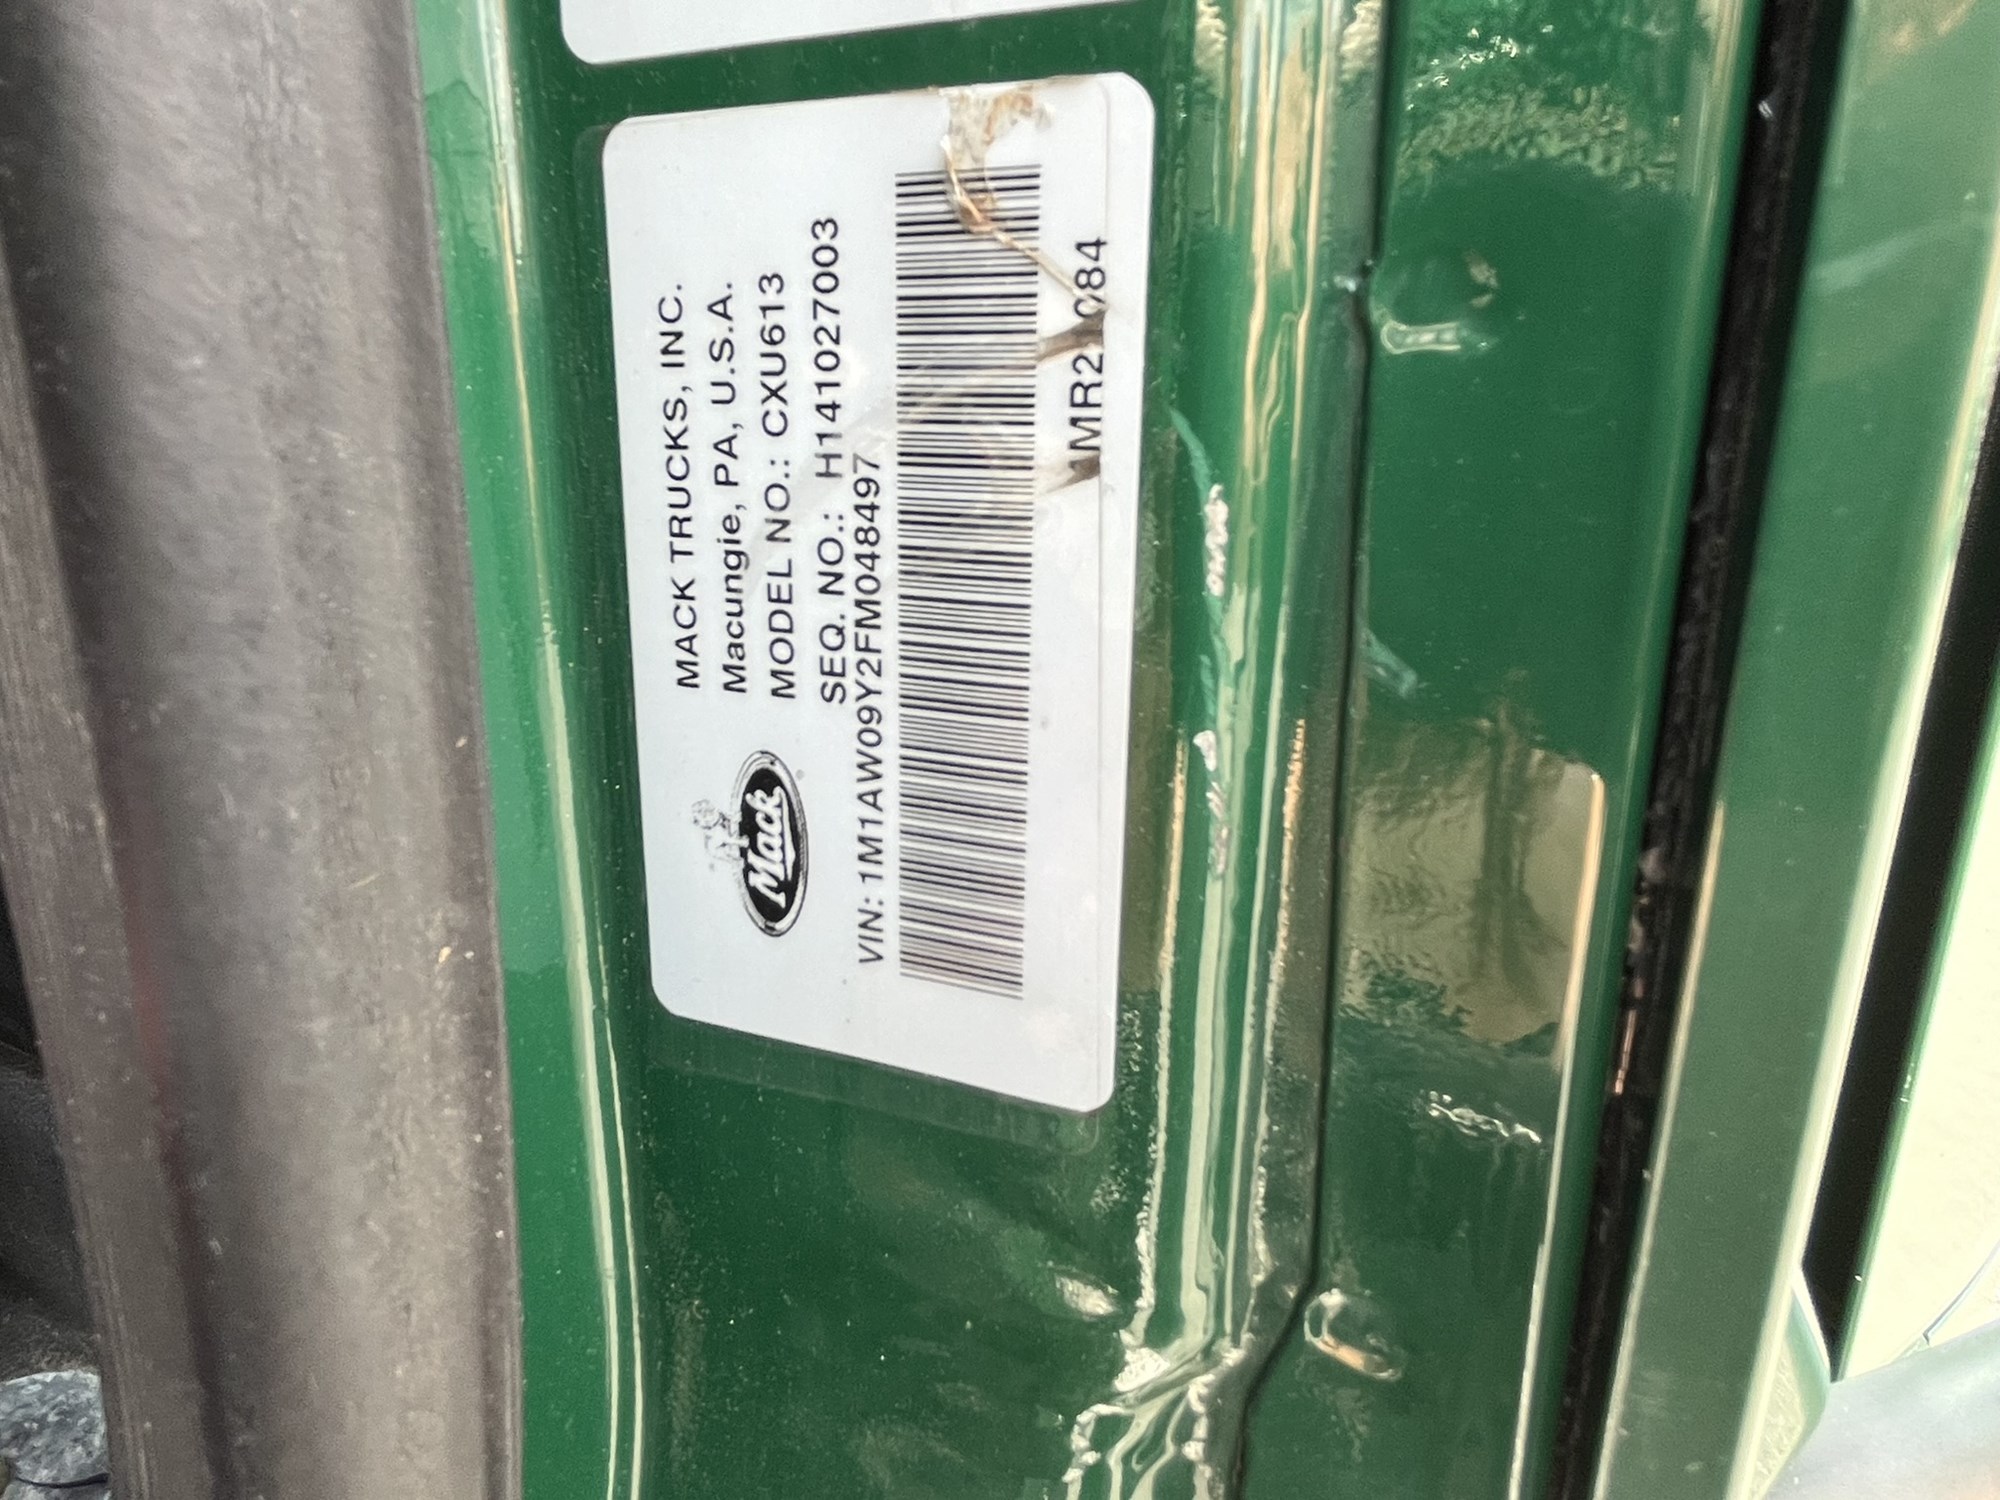 MACK TRUCKS, INC.
Macungie, PA, U.S.A.
MODEL NO.: CXU613
SEQ. NO.: H141027003
Mack
VIN: 1M1AW09Y2FM048497